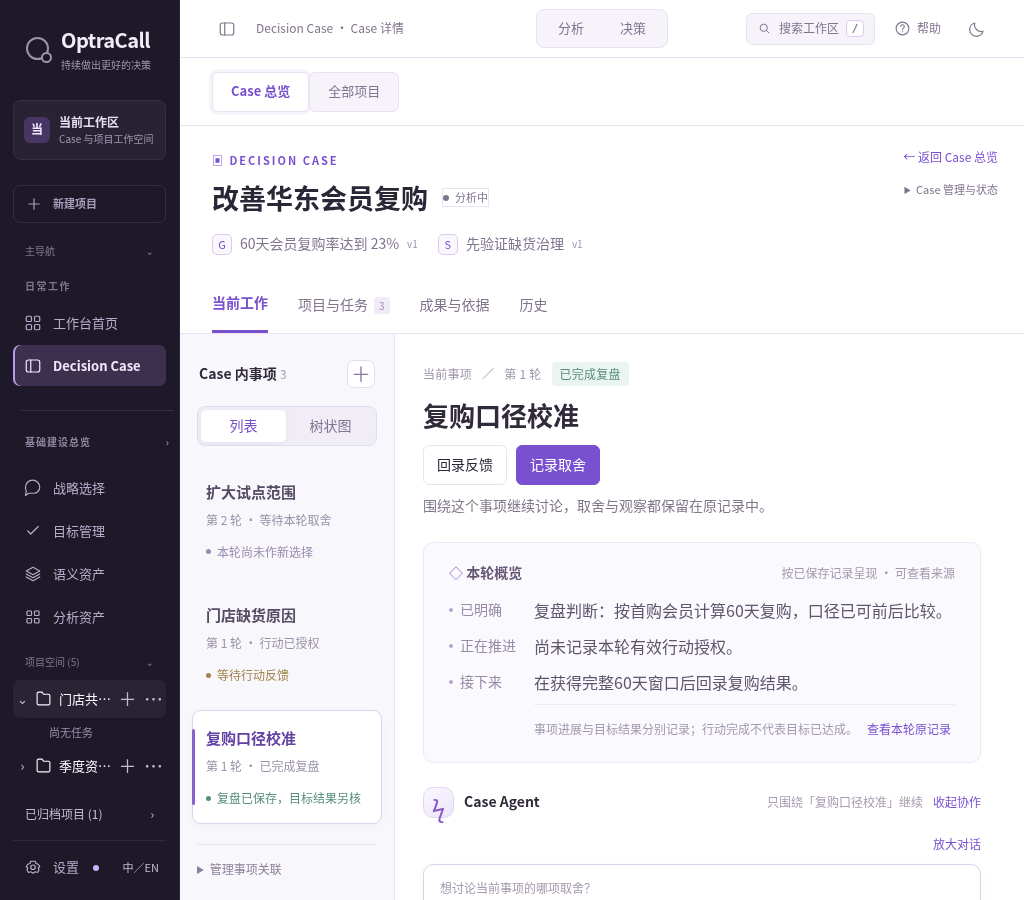 OptraCall
持续做出更好的决策
当
当前工作区
Case 与项目工作空间
新建项目
主导航
日常工作
工作台首页
Decision Case
基础建设总览
战略选择
目标管理
语义资产
分析资产
项目空间 (5)
门店共…
尚无任务
季度资…
已归档项目 (1)
设置
中／EN
Decision Case · Case 详情
分析
决策
搜索工作区
/
帮助
Case 总览
全部项目
DECISION CASE
← 返回 Case 总览
改善华东会员复购
分析中
Case 管理与状态
G 60天会员复购率达到 23% v1
S 先验证缺货治理 v1
当前工作
项目与任务 3
成果与依据
历史
Case 内事项 3
列表
树状图
扩大试点范围
第 2 轮 · 等待本轮取舍
本轮尚未作新选择
门店缺货原因
第 1 轮 · 行动已授权
等待行动反馈
复购口径校准
第 1 轮 · 已完成复盘
复盘已保存，目标结果另核
管理事项关联
当前事项 ／ 第 1 轮 已完成复盘
复购口径校准
回录反馈
记录取舍
围绕这个事项继续讨论，取舍与观察都保留在原记录中。
◇ 本轮概览
按已保存记录呈现 · 可查看来源
已明确 复盘判断：按首购会员计算60天复购，口径已可前后比较。
正在推进 尚未记录本轮有效行动授权。
接下来 在获得完整60天窗口后回录复购结果。
事项进展与目标结果分别记录；行动完成不代表目标已达成。 查看本轮原记录
Case Agent
只围绕「复购口径校准」继续 收起协作
放大对话
想讨论当前事项的哪项取舍？